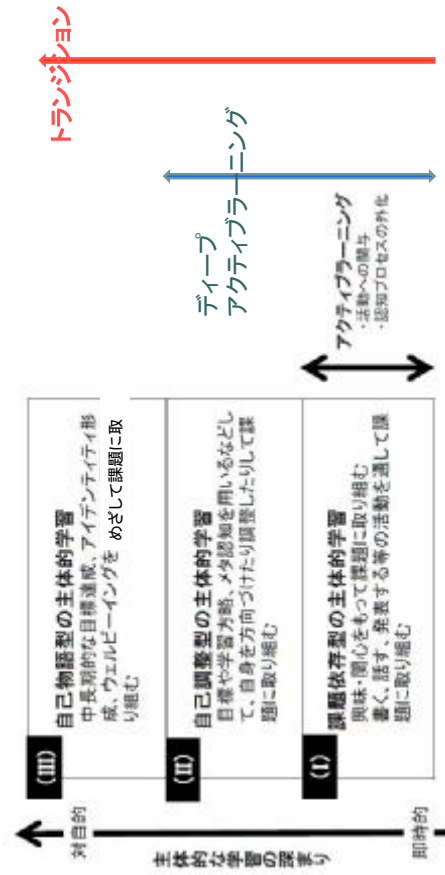 トランジション
ディープ
アクティブラーニング
アクティブラーニング
・活動への関与
・認知プロセスの外化
(III)
自己物語型の主体的学習
中長期的な目標達成、アイデンティティ形
成、ウェルビーイングを めざして課題に取
り組む
(II)
自己調整型の主体的学習
目標や学習方略、メタ認知を用いるなどし
て、自身を方向づけたり調整したりして課
題に取り組む
(I)
課題依存型の主体的学習
興味・関心をもって課題に取り組む
書く、話す、発表する等の活動を通して課
題に取り組む
対自的
主体的な学習の深まり
即時的